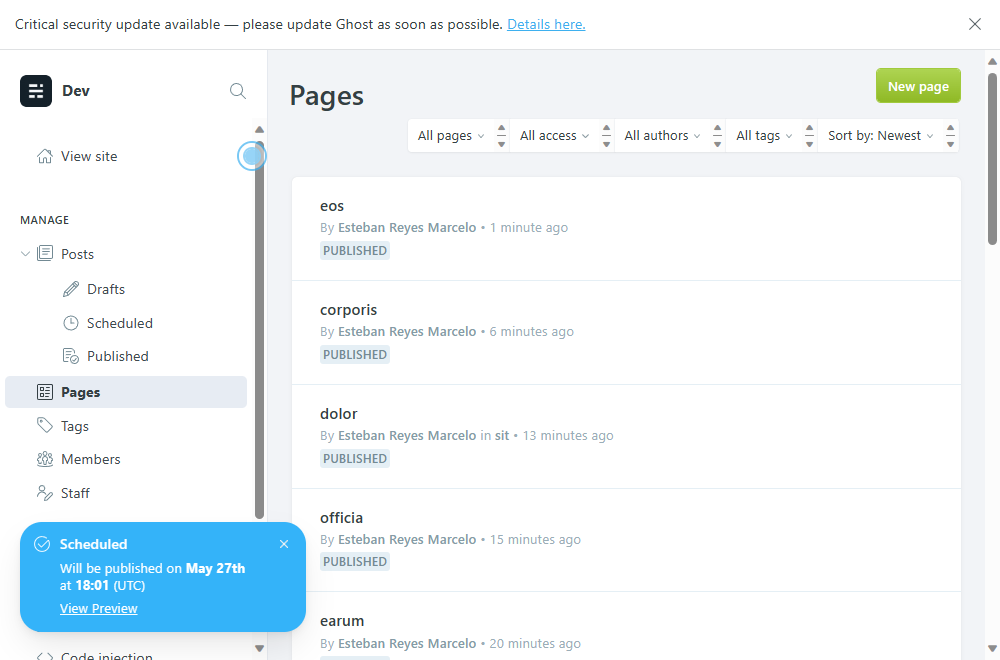 Critical security update available — please update Ghost as soon as possible. Details here.
Dev
View site
MANAGE
Posts
Drafts
Scheduled
Published
Pages
Tags
Members
Staff
Scheduled
Will be published on May 27th
at 18:01 (UTC)
View Preview
Code injection
Pages
New page
All pages
All access
All authors
All tags
Sort by: Newest
eos
By Esteban Reyes Marcelo • 1 minute ago
PUBLISHED
corporis
By Esteban Reyes Marcelo • 6 minutes ago
PUBLISHED
dolor
By Esteban Reyes Marcelo in sit • 13 minutes ago
PUBLISHED
officia
By Esteban Reyes Marcelo • 15 minutes ago
PUBLISHED
earum
By Esteban Reyes Marcelo • 20 minutes ago